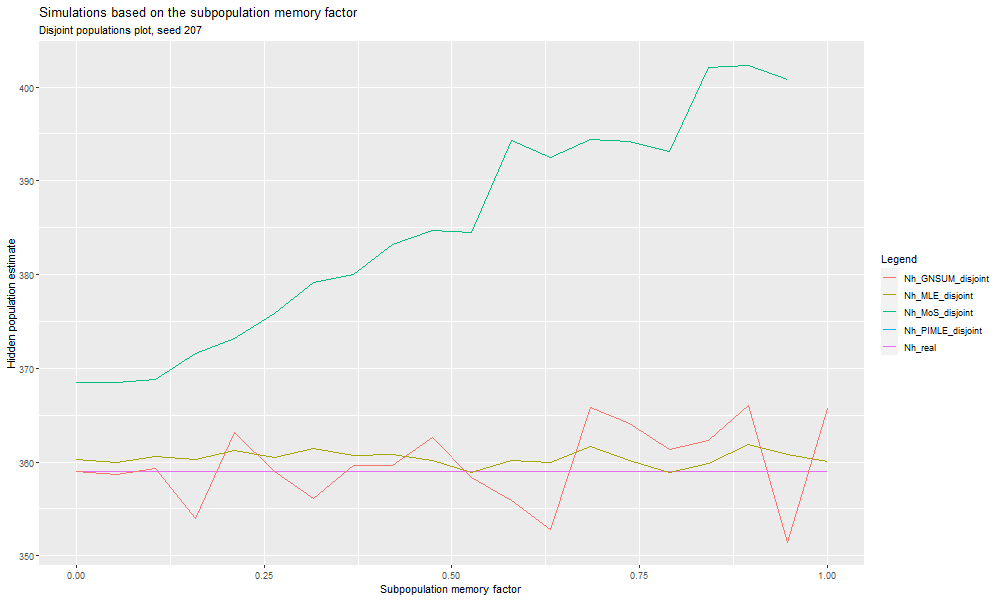 Simulations based on the subpopulation memory factor
Disjoint populations plot, seed 207
400
390
380
370
360
350
Hidden population estimate
0.00
0.25
0.50
0.75
1.00
Subpopulation memory factor
Legend
Nh_GNSUM_disjoint
Nh_MLE_disjoint
Nh_MoS_disjoint
Nh_PIMLE_disjoint
Nh_real